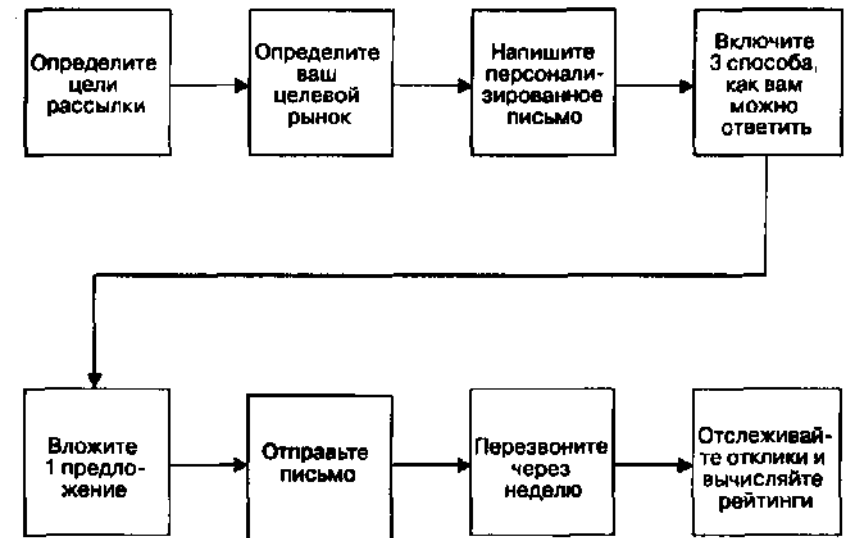 Определите
цели
рассылки
Определите
ваш
целевой
рынок
Напишите
персонали-
зированное
письмо
Включите
3 способа,
как вам
можно
ответить
Вложите
1 предло-
жение
Отправьте
письмо
Перезвоните
через
неделю
Отслеживай-
те отклики и
вычисляйте
рейтинги